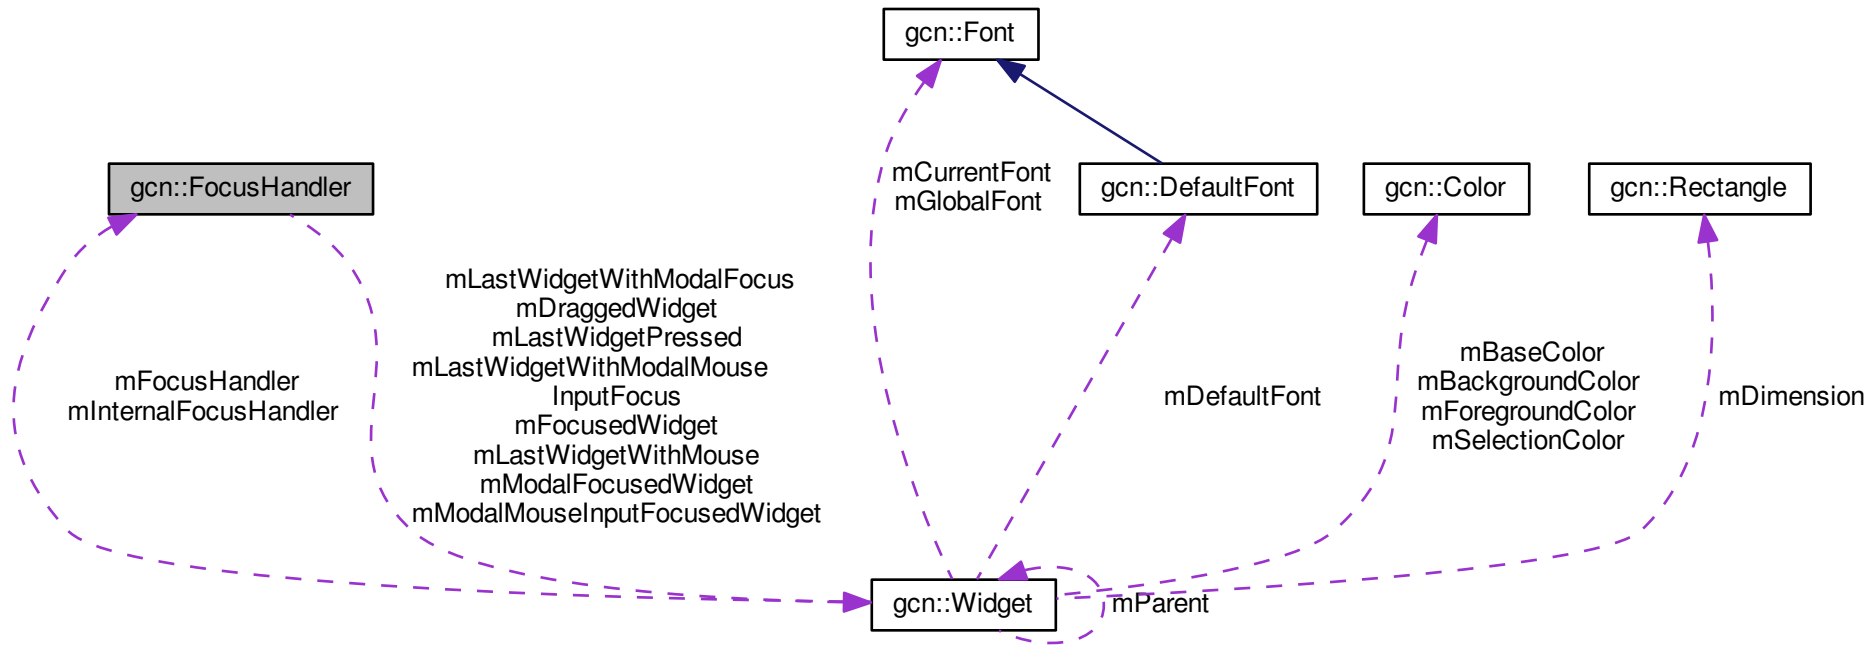 gcn::Font
gcn::FocusHandler
mCurrentFont
mGlobalFont
gcn::DefaultFont
gcn::Color
gcn::Rectangle
mFocusHandler
mInternalFocusHandler
mLastWidgetWithModalFocus
mDraggedWidget
mLastWidgetPressed
mLastWidgetWithModalMouse
InputFocus
mFocusedWidget
mLastWidgetWithMouse
mModalFocusedWidget
mModalMouseInputFocusedWidget
mDefaultFont
mBaseColor
mBackgroundColor
mForegroundColor
mSelectionColor
mDimension
gcn::Widget
mParent